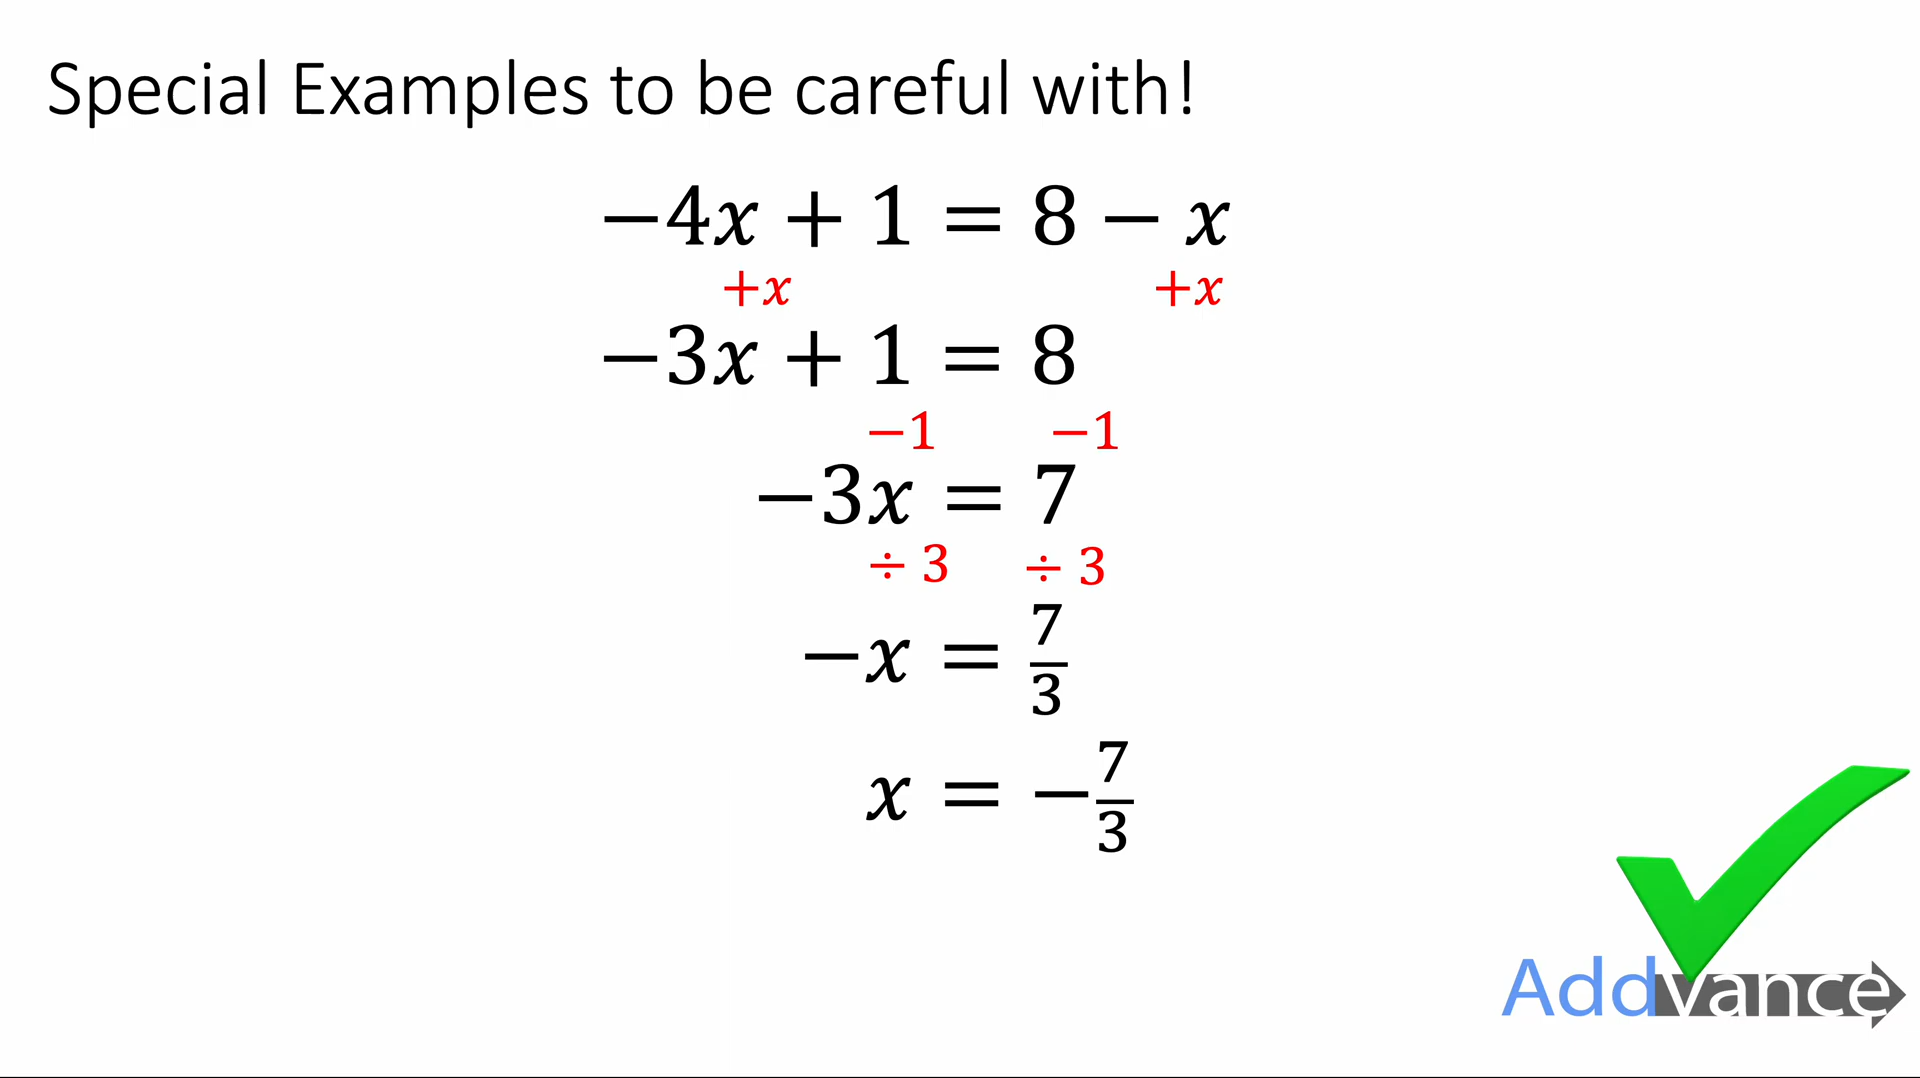 Special Examples to be careful with!
−4x + 1 = 8 − x
+x +x
−3x + 1 = 8
−1 −1
−3x = 7
÷ 3 ÷ 3
−x = 7/3
x = −7/3
Addvance